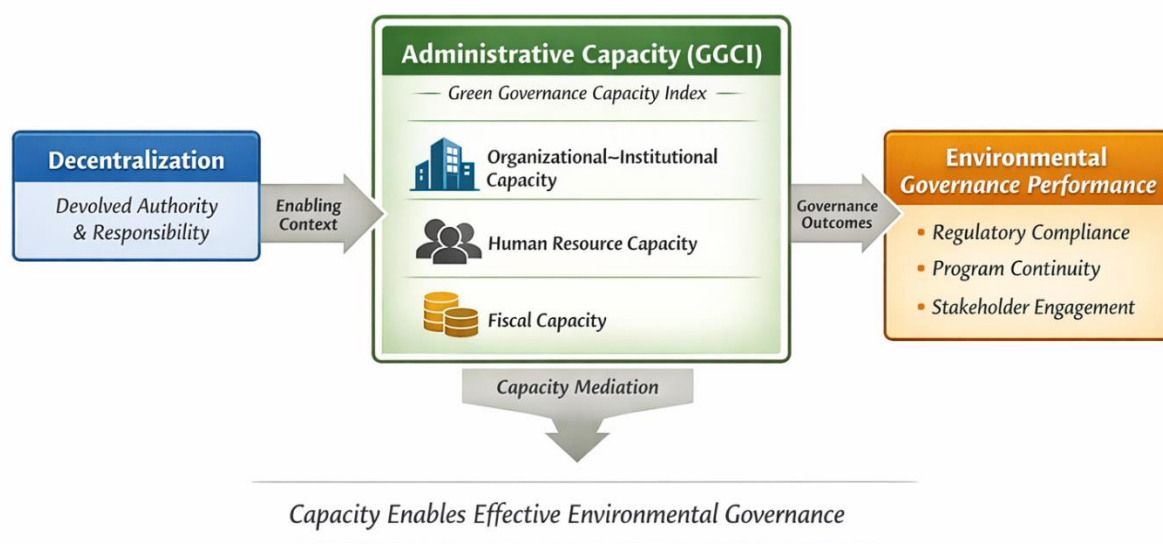 Administrative Capacity (GGCI)
Green Governance Capacity Index
Decentralization
Devolved Authority
& Responsibility
Enabling
Context
Organizational–Institutional
Capacity
Human Resource Capacity
Fiscal Capacity
Governance
Outcomes
Environmental
Governance Performance
• Regulatory Compliance
• Program Continuity
• Stakeholder Engagement
Capacity Mediation
Capacity Enables Effective Environmental Governance